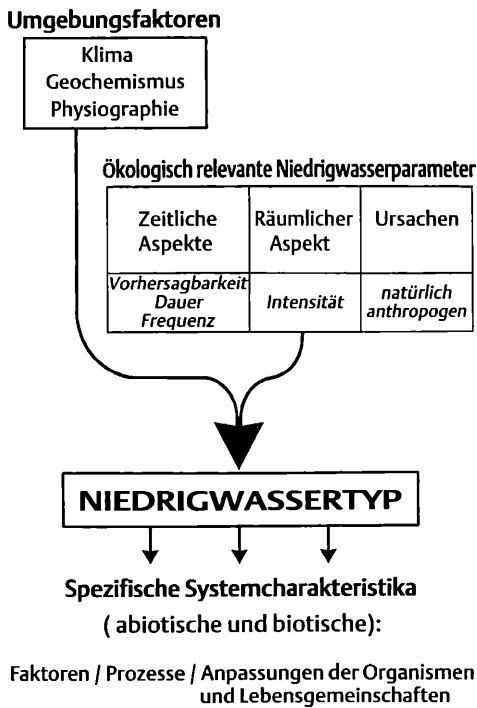 Umgebungsfaktoren
Klima
Geochemismus
Physiographie
Ökologisch relevante Niedrigwasserparameter
Zeitliche
Aspekte
Räumlicher
Aspekt
Ursachen
Vorhersagbarkeit
Dauer
Frequenz
Intensität
natürlich
anthropogen
NIEDRIGWASSERTYP
Spezifische Systemcharakteristika
( abiotische und biotische):
Faktoren / Prozesse / Anpassungen der Organismen
und Lebensgemeinschaften